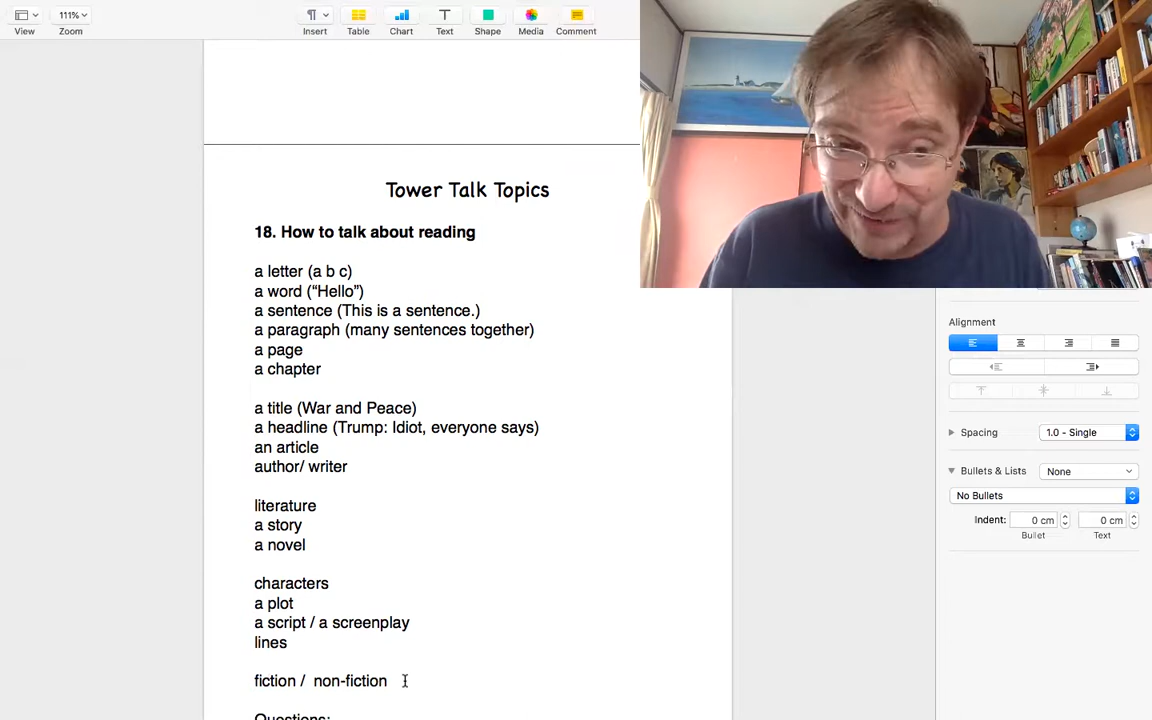 View
111%
Zoom
Insert
Table
Chart
Text
Shape
Media
Comment
Tower Talk Topics
18. How to talk about reading
a letter (a b c)
a word (“Hello”)
a sentence (This is a sentence.)
a paragraph (many sentences together)
a page
a chapter
a title (War and Peace)
a headline (Trump: Idiot, everyone says)
an article
author/ writer
literature
a story
a novel
characters
a plot
a script / a screenplay
lines
fiction /  non-fiction
Questions:
Alignment
Spacing
1.0 - Single
Bullets & Lists
None
No Bullets
Indent:
0 cm
0 cm
Bullet
Text